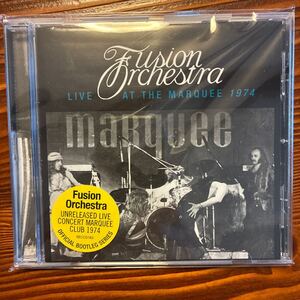 Fusion
Orchestra
LIVE AT THE MARQUEE 1974
marquee
Fusion
Orchestra
UNRELEASED LIVE
CONCERT MARQUEE
CLUB 1974
OFFICIAL BOOTLEG SERIES